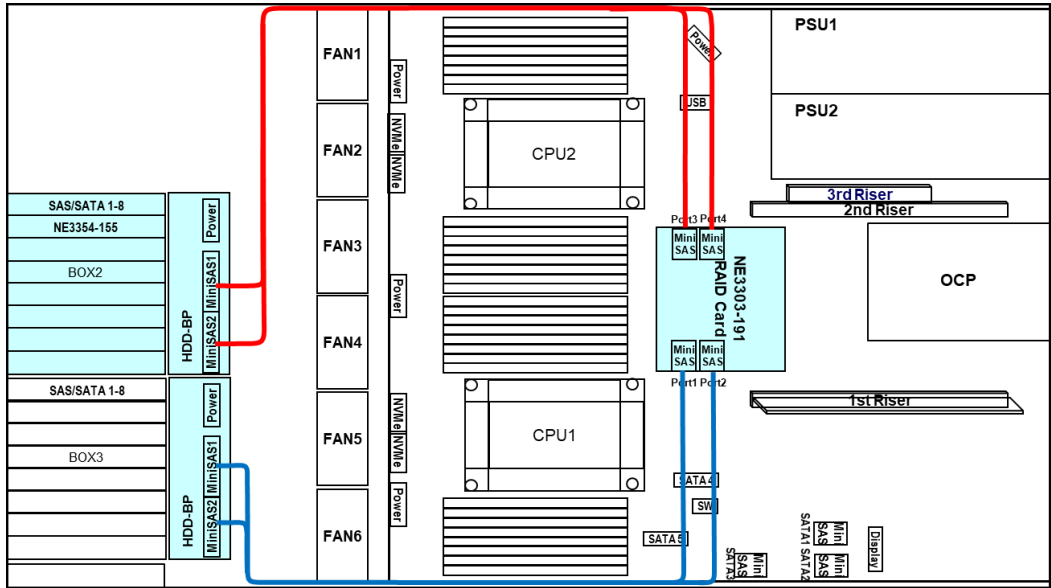 SAS/SATA 1-8
NE3354-155
BOX2
HDD-BP
Power
MiniSAS1
MiniSAS2
SAS/SATA 1-8
BOX3
HDD-BP
Power
MiniSAS1
MiniSAS2
FAN1
FAN2
FAN3
FAN4
FAN5
FAN6
Power
NVMe
NVMe
Power
NVMe
NVMe
Power
CPU2
CPU1
Power
USB
Port3
Port4
Mini
SAS
Mini
SAS
NE3303-191
RAID Card
Mini
SAS
Mini
SAS
Port1
Port2
SATA4
SW
SATA5
PSU1
PSU2
3rd Riser
2nd Riser
OCP
1st Riser
SATA1
Mini
SAS
SATA2
Mini
SAS
SATA3
Mini
SAS
Display